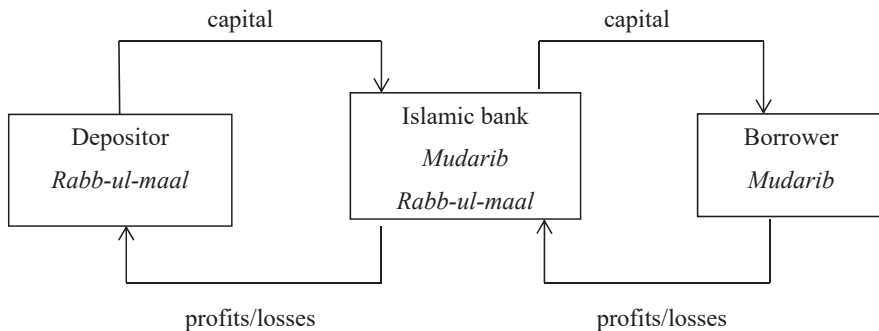 capital
capital
Depositor
Rabb-ul-maal
Islamic bank
Mudarib
Rabb-ul-maal
Borrower
Mudarib
profits/losses
profits/losses